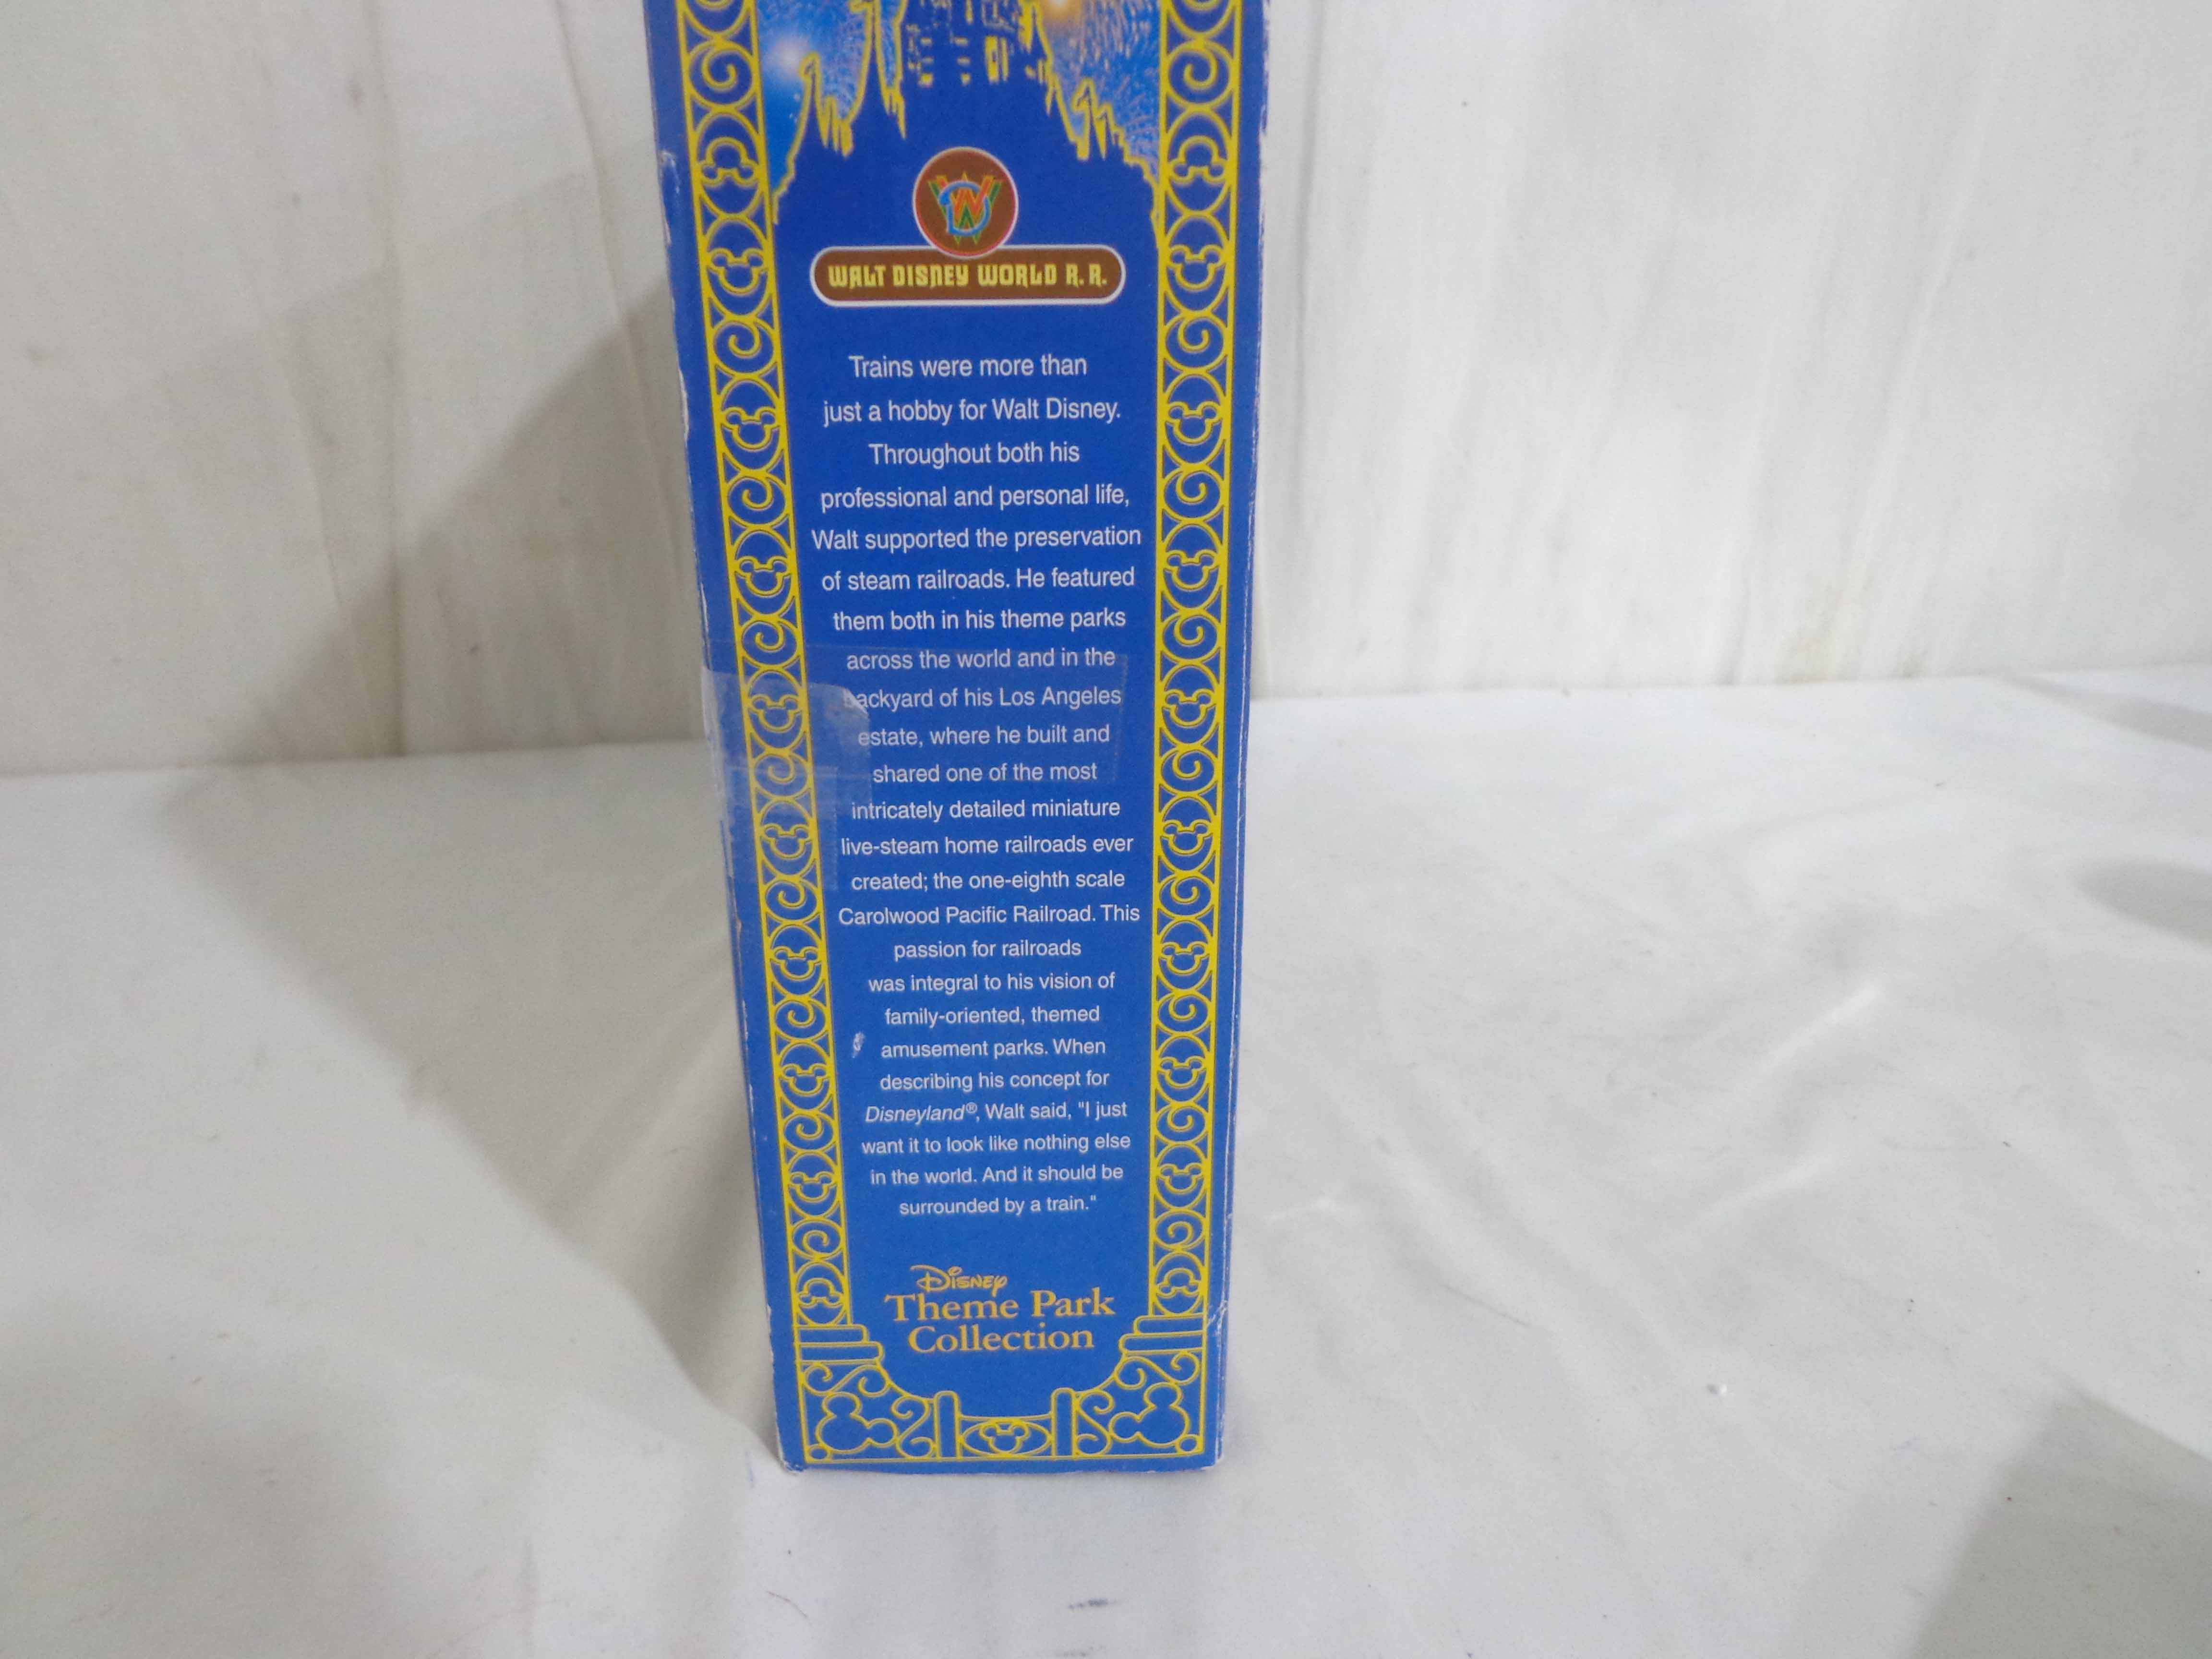 WDW
WALT DISNEY WORLD R.R.
Trains were more than
just a hobby for Walt Disney.
Throughout both his
professional and personal life,
Walt supported the preservation
of steam railroads. He featured
them both in his theme parks
across the world and in the
backyard of his Los Angeles
estate, where he built and
shared one of the most
intricately detailed miniature
live-steam home railroads ever
created; the one-eighth scale
Carolwood Pacific Railroad. This
passion for railroads
was integral to his vision of
family-oriented, themed
amusement parks. When
describing his concept for
Disneyland®, Walt said, "I just
want it to look like nothing else
in the world. And it should be
surrounded by a train."
Disney
Theme Park
Collection